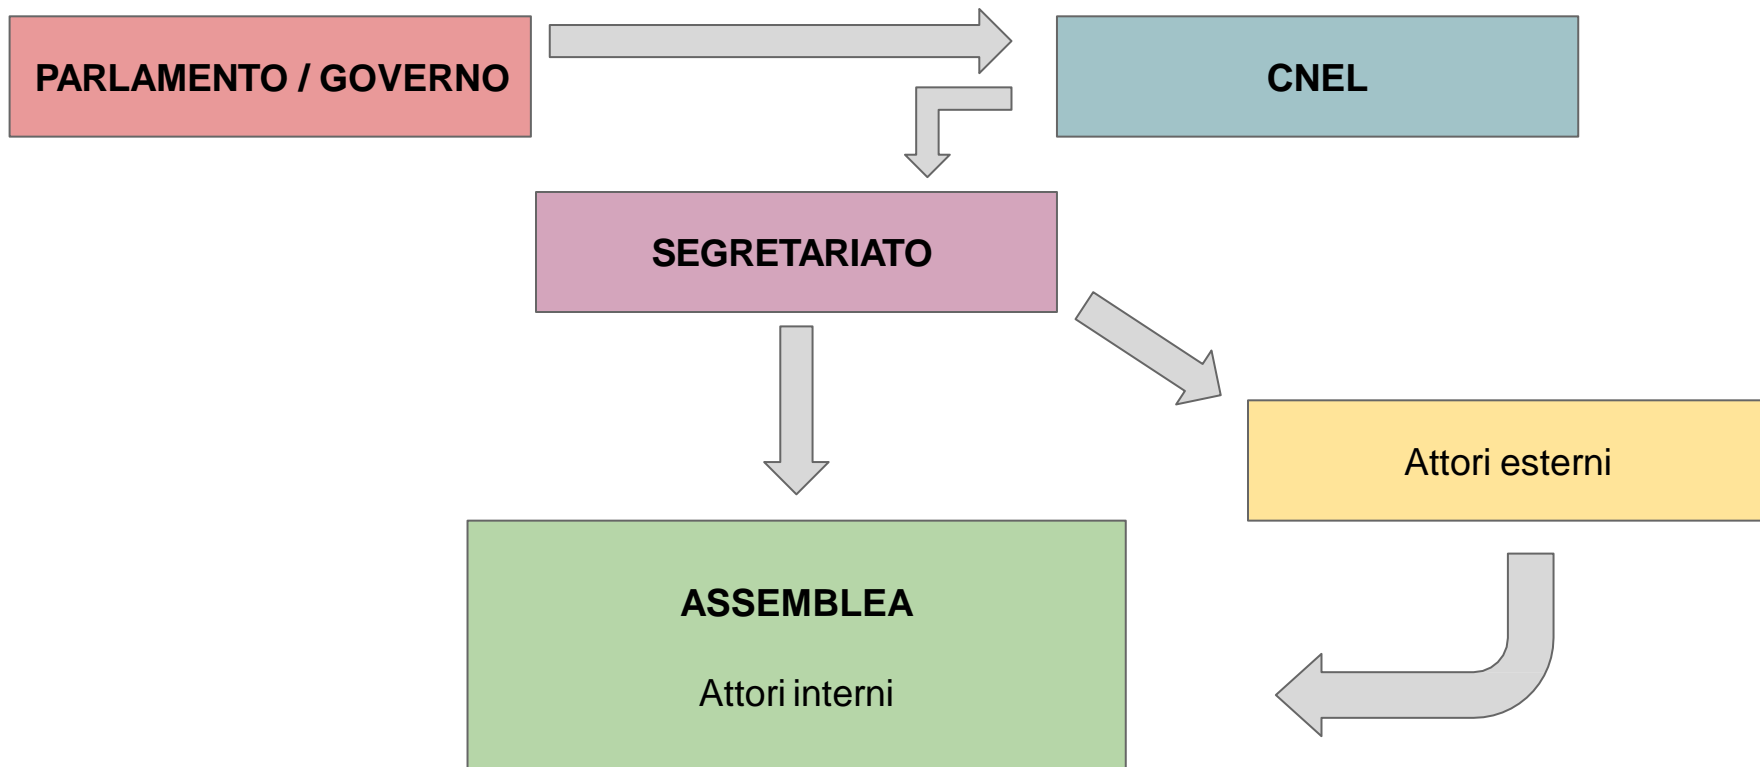 PARLAMENTO / GOVERNO
CNEL
SEGRETARIATO
Attori esterni
ASSEMBLEA
Attori interni